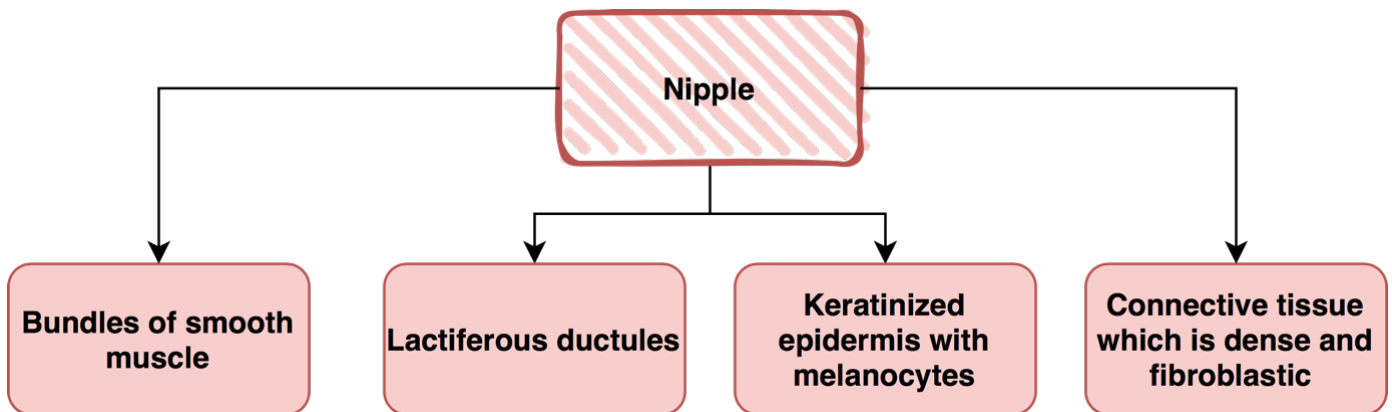 Nipple
Bundles of smooth
muscle
Lactiferous ductules
Keratinized
epidermis with
melanocytes
Connective tissue
which is dense and
fibroblastic